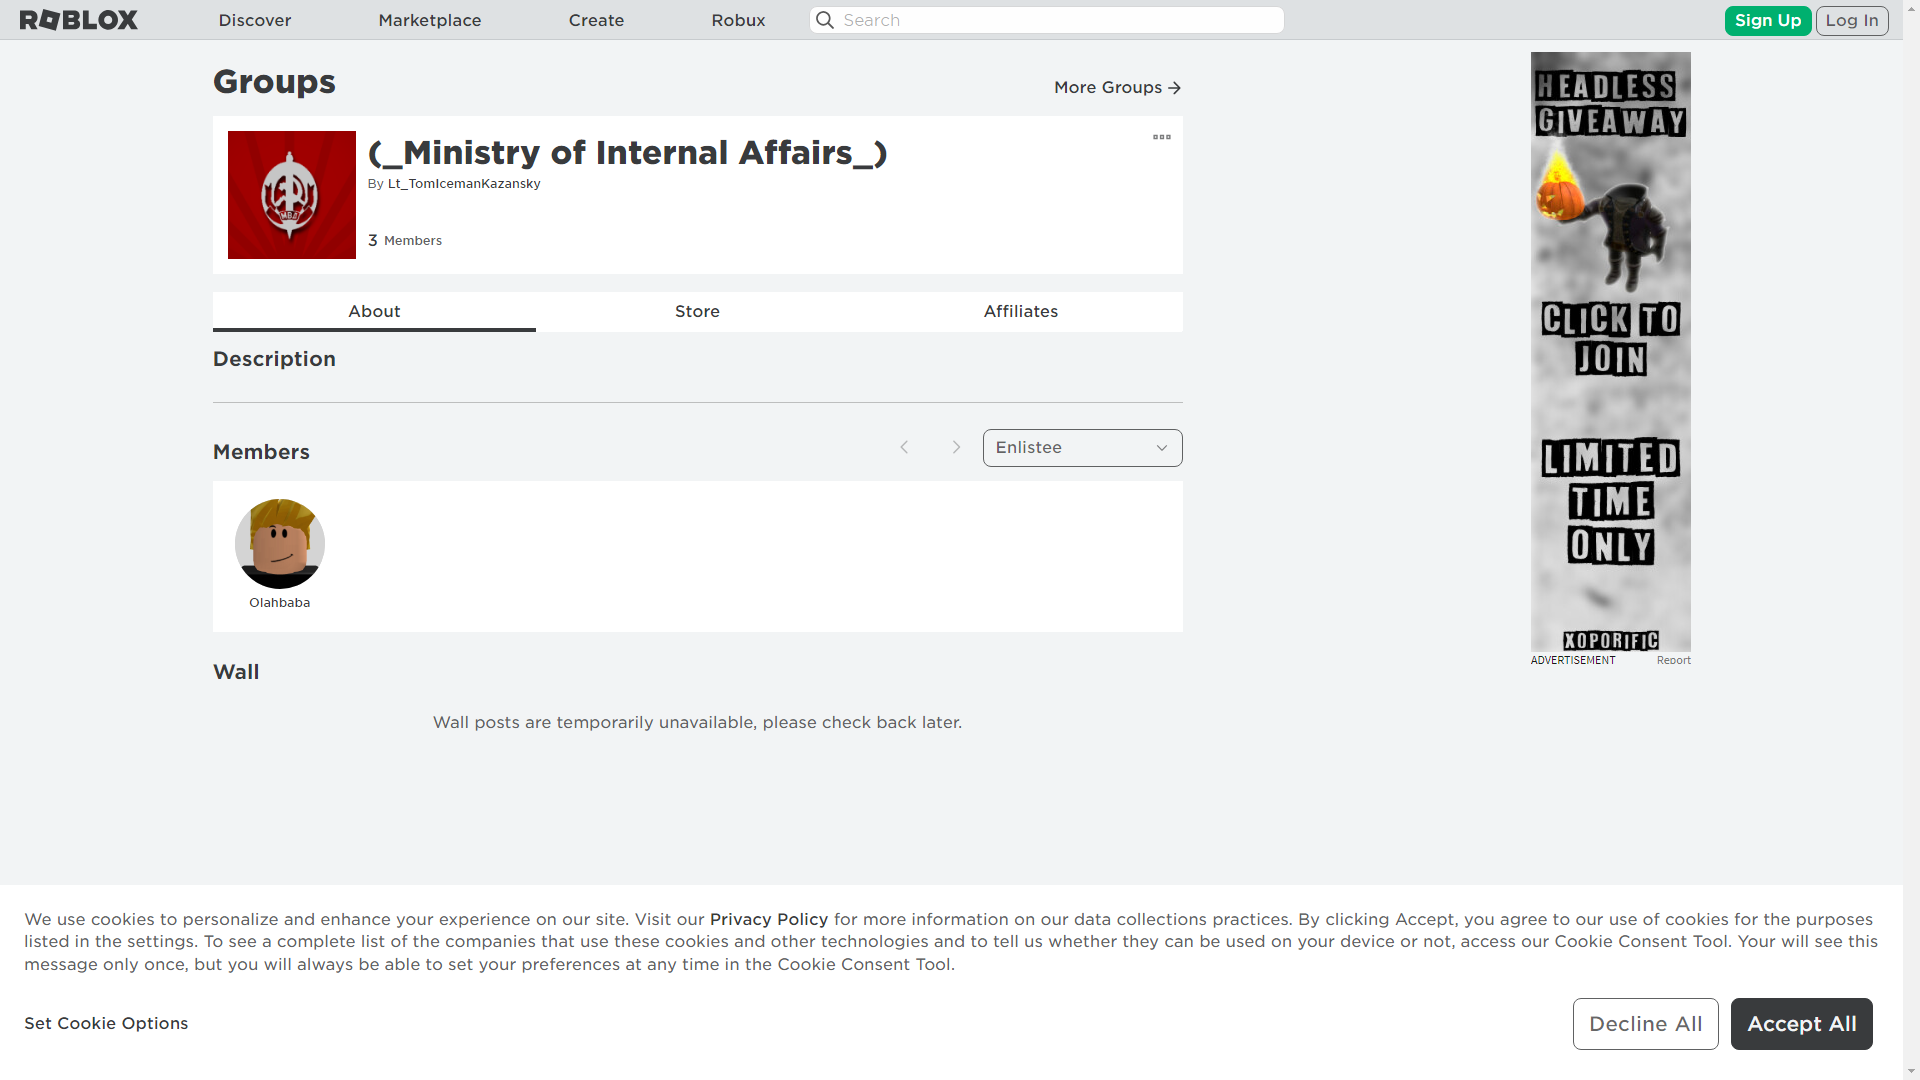 ROBLOX
Discover
Marketplace
Create
Robux
Search
Sign Up
Log In
Groups
More Groups
(_Ministry of Internal Affairs_)
By Lt_TomIcemanKazansky
3 Members
About
Store
Affiliates
Description
Members
Enlistee
Olahbaba
Wall
Wall posts are temporarily unavailable, please check back later.
HEADLESS
GIVEAWAY
CLICK TO
JOIN
LIMITED
TIME
ONLY
XOPORIFIC
ADVERTISEMENT
Report
We use cookies to personalize and enhance your experience on our site. Visit our Privacy Policy for more information on our data collections practices. By clicking Accept, you agree to our use of cookies for the purposes
listed in the settings. To see a complete list of the companies that use these cookies and other technologies and to tell us whether they can be used on your device or not, access our Cookie Consent Tool. Your will see this
message only once, but you will always be able to set your preferences at any time in the Cookie Consent Tool.
Set Cookie Options
Decline All
Accept All